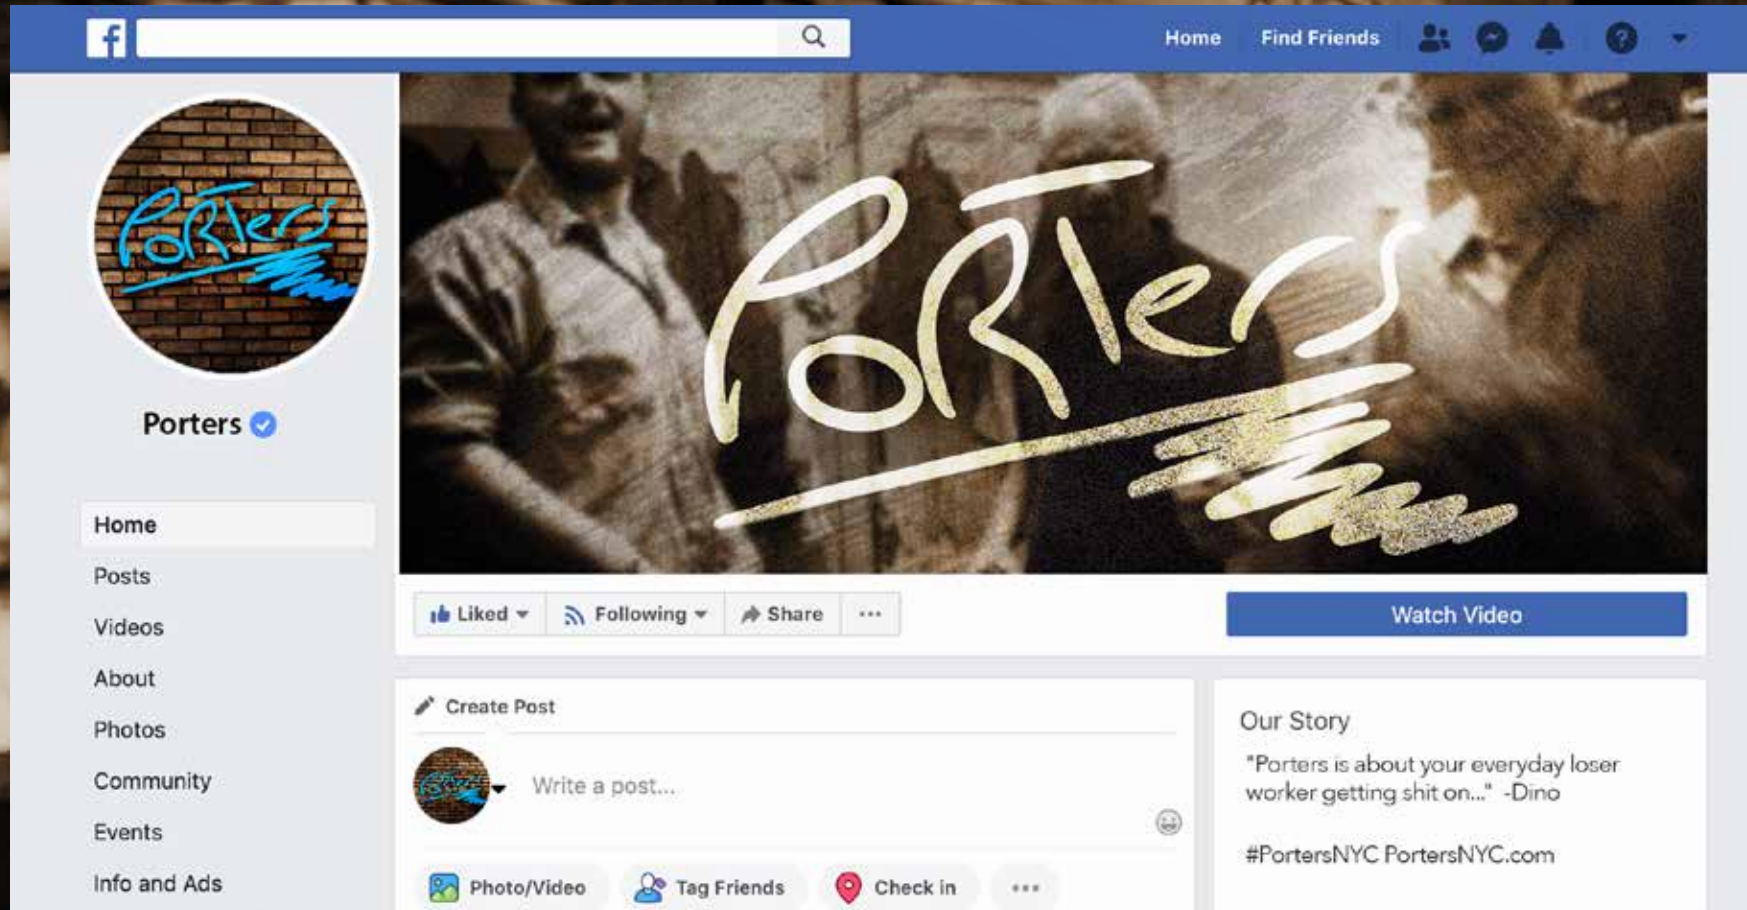 f
Home Find Friends
PORTers
Porters
Home
Posts
Videos
About
Photos
Community
Events
Info and Ads
PORTers
Liked Following Share ...
Watch Video
Create Post
PORTers
Write a post...
Photo/Video Tag Friends Check in ...
Our Story
"Porters is about your everyday loser
worker getting shit on..." -Dino
#PortersNYC PortersNYC.com